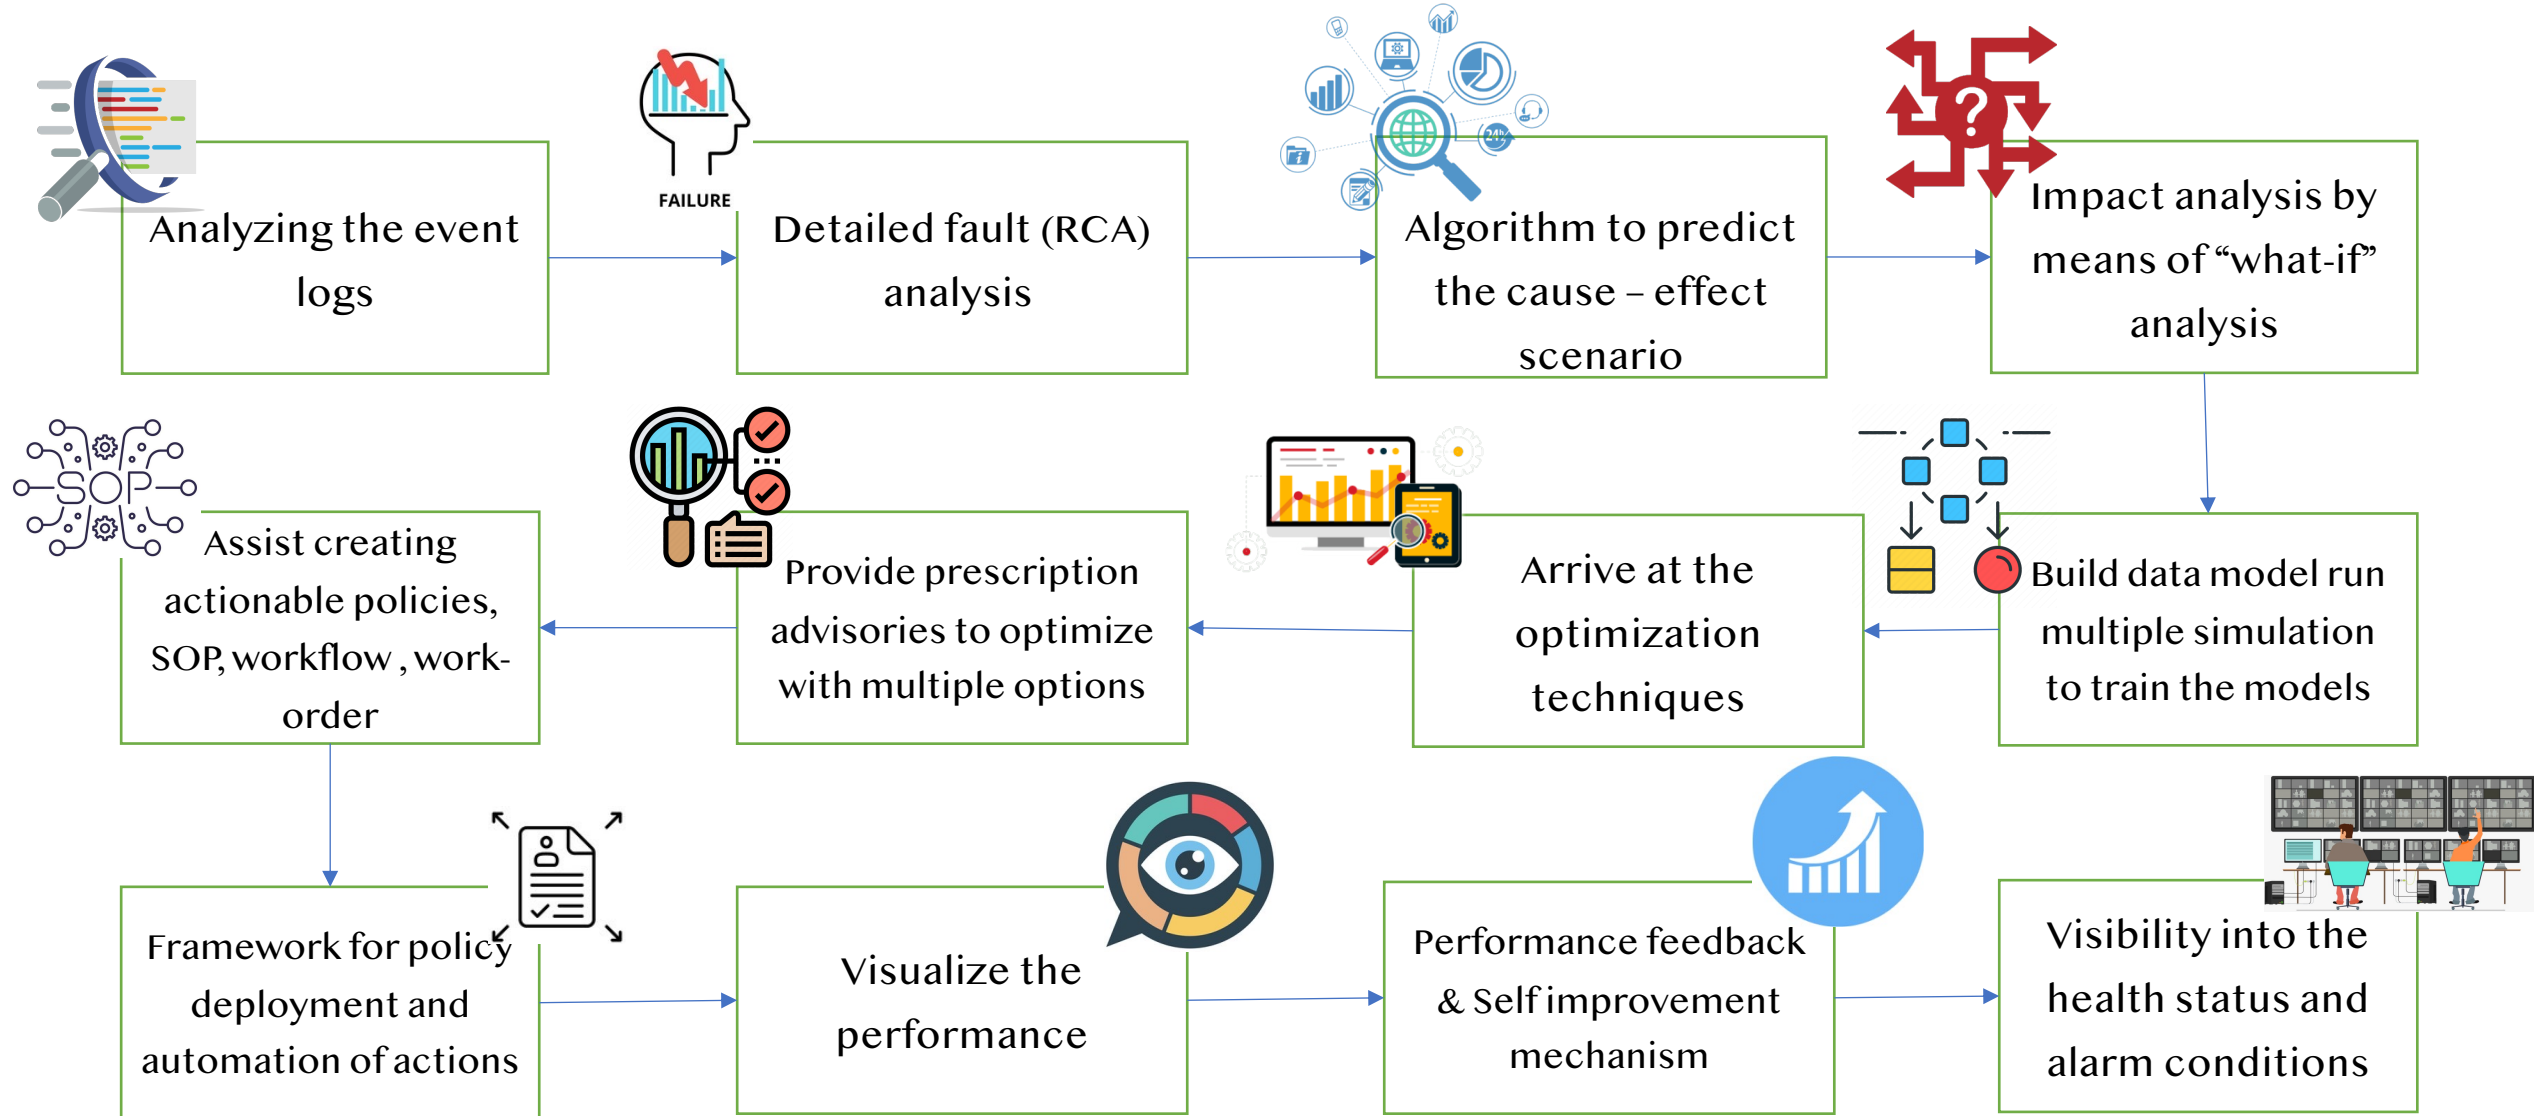 FAILURE
Analyzing the event
logs
Detailed fault (RCA)
analysis
24h
Algorithm to predict
the cause – effect
scenario
?
Impact analysis by
means of “what-if”
analysis
SOP
Assist creating
actionable policies,
SOP, workflow , work-
order
Provide prescription
advisories to optimize
with multiple options
Arrive at the
optimization
techniques
Build data model run
multiple simulation
to train the models
Framework for policy
deployment and
automation of actions
Visualize the
performance
Performance feedback
& Self improvement
mechanism
Visibility into the
health status and
alarm conditions